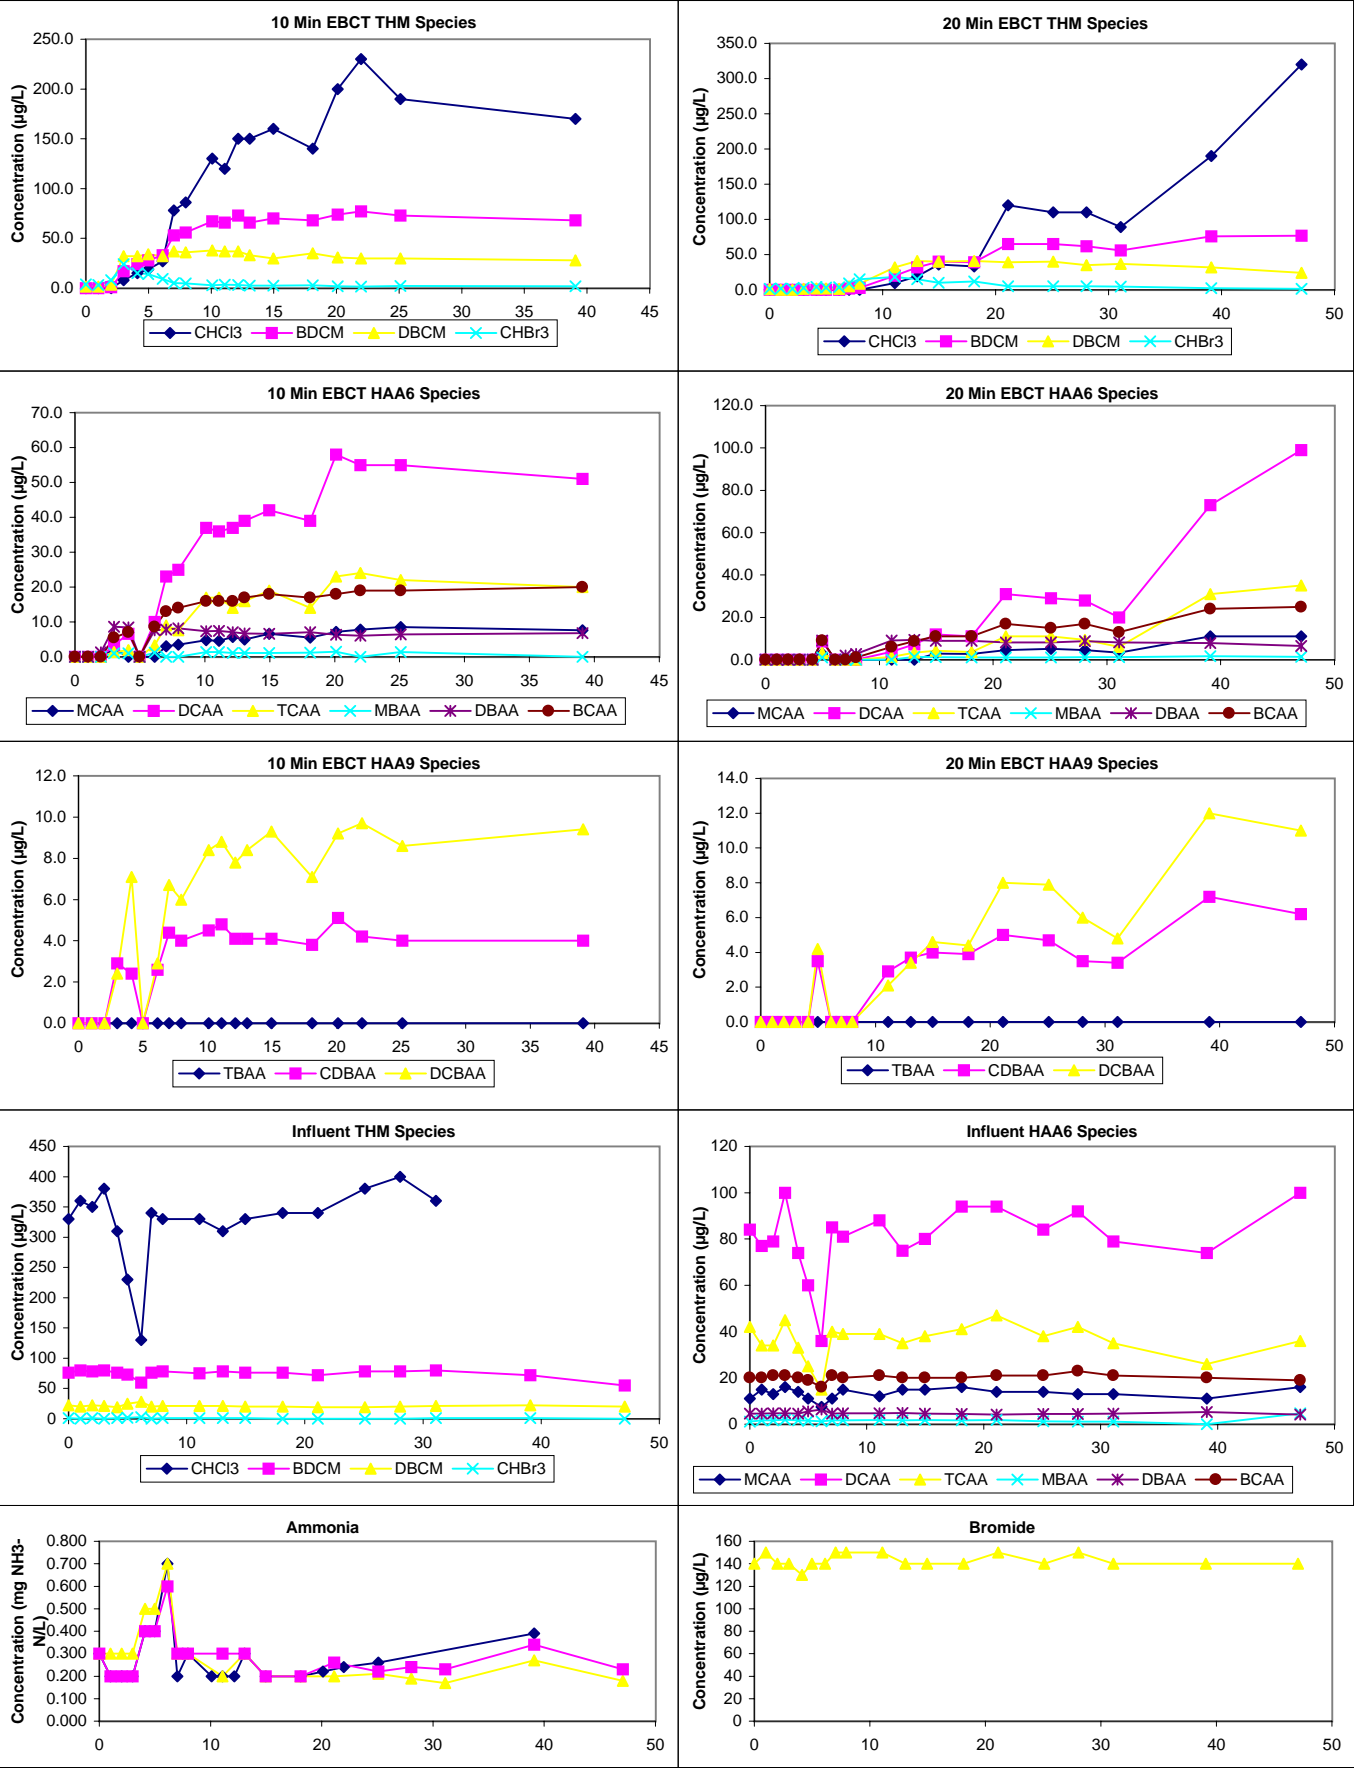 10 Min EBCT THM Species
Concentration (µg/L)
250.0
200.0
150.0
100.0
50.0
0.0
0 5 10 15 20 25 30 35 40 45
CHCl3 BDCM DBCM CHBr3
20 Min EBCT THM Species
Concentration (µg/L)
350.0
300.0
250.0
200.0
150.0
100.0
50.0
0.0
0 10 20 30 40 50
CHCl3 BDCM DBCM CHBr3
10 Min EBCT HAA6 Species
Concentration (µg/L)
70.0
60.0
50.0
40.0
30.0
20.0
10.0
0.0
0 5 10 15 20 25 30 35 40 45
MCAA DCAA TCAA MBAA DBAA BCAA
20 Min EBCT HAA6 Species
Concentration (µg/L)
120.0
100.0
80.0
60.0
40.0
20.0
0.0
0 10 20 30 40 50
MCAA DCAA TCAA MBAA DBAA BCAA
10 Min EBCT HAA9 Species
Concentration (µg/L)
12.0
10.0
8.0
6.0
4.0
2.0
0.0
0 5 10 15 20 25 30 35 40 45
TBAA CDBAA DCBAA
20 Min EBCT HAA9 Species
Concentration (µg/L)
14.0
12.0
10.0
8.0
6.0
4.0
2.0
0.0
0 10 20 30 40 50
TBAA CDBAA DCBAA
Influent THM Species
Concentration (µg/L)
450
400
350
300
250
200
150
100
50
0
0 10 20 30 40 50
CHCl3 BDCM DBCM CHBr3
Influent HAA6 Species
Concentration (µg/L)
120
100
80
60
40
20
0
0 10 20 30 40 50
MCAA DCAA TCAA MBAA DBAA BCAA
Ammonia
Concentration (mg NH3-
N/L)
0.800
0.700
0.600
0.500
0.400
0.300
0.200
0.100
0.000
0 10 20 30 40 50
Bromide
Concentration (µg/L)
160
140
120
100
80
60
40
20
0
0 10 20 30 40 50